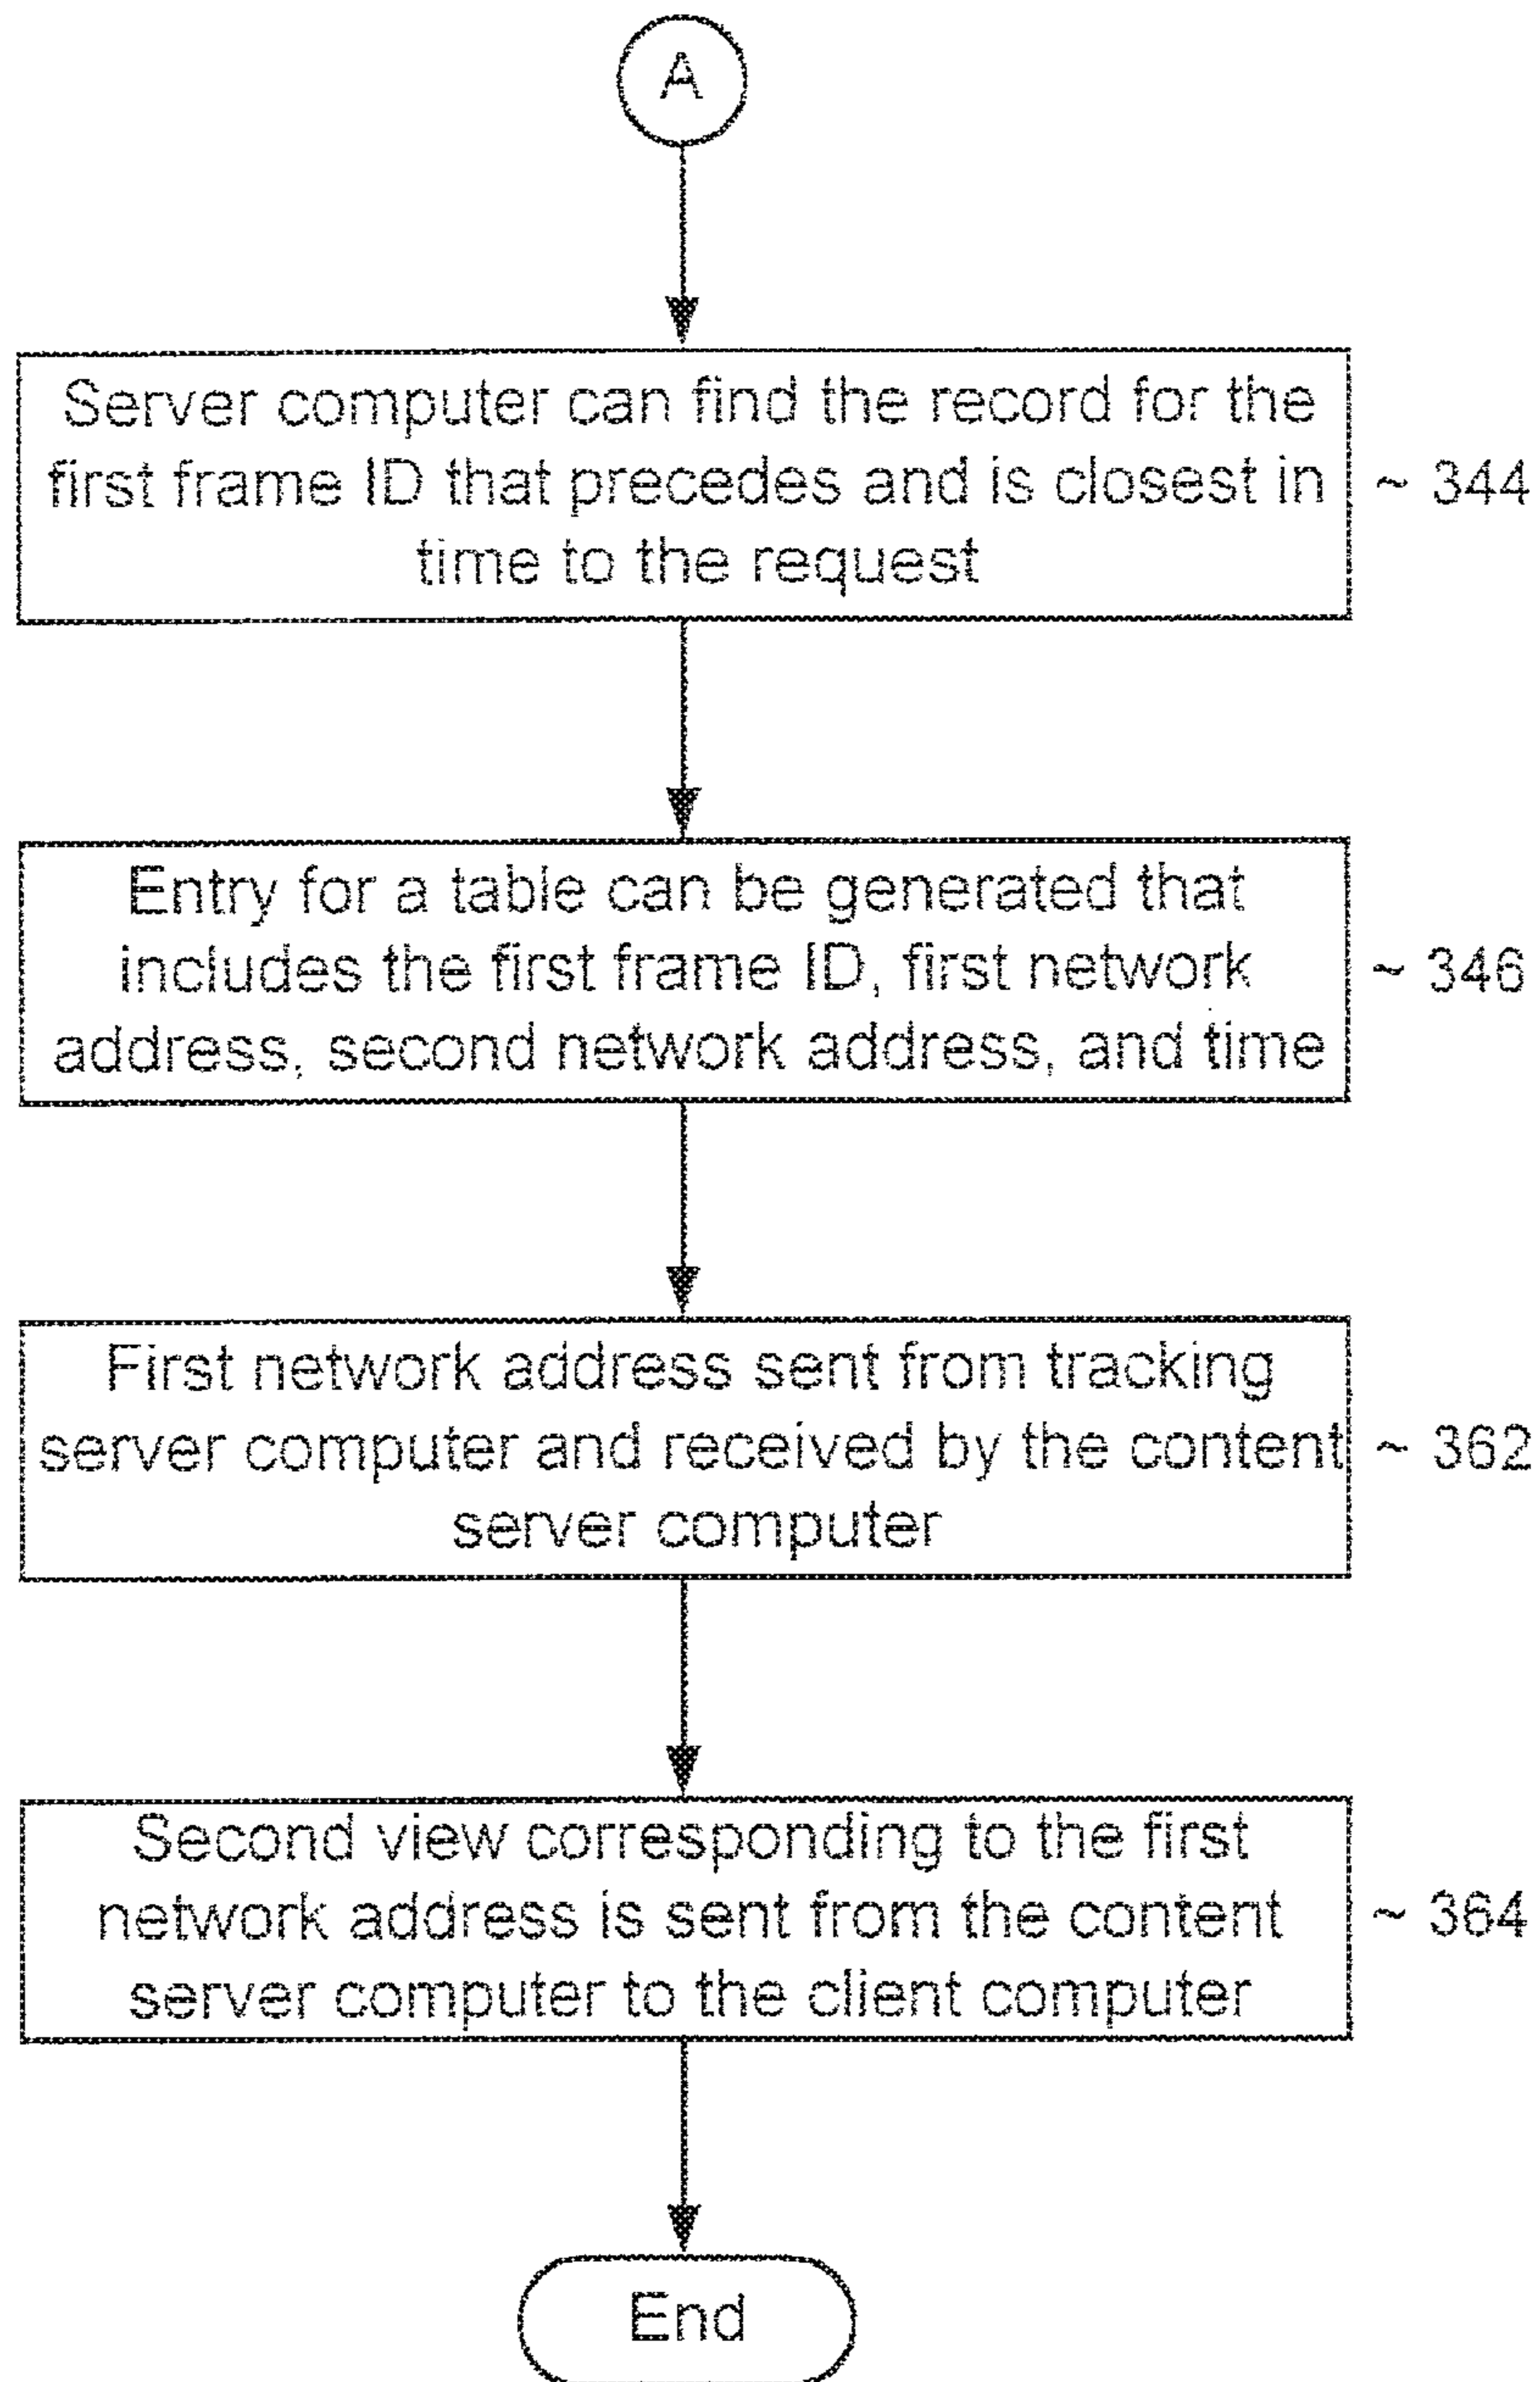 A
Server computer can find the record for the
first frame ID that precedes and is closest in
time to the request
~ 344
Entry for a table can be generated that
includes the first frame ID, first network
address, second network address, and time
~ 346
First network address sent from tracking
server computer and received by the content
server computer
~ 362
Second view corresponding to the first
network address is sent from the content
server computer to the client computer
~ 364
End